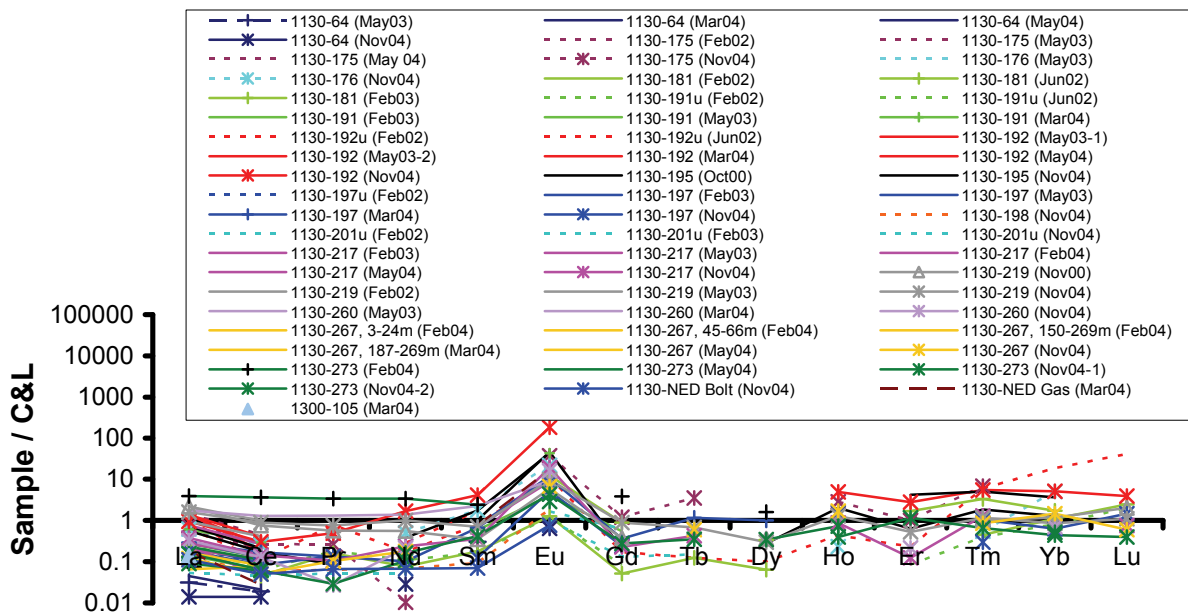 1130-64 (May03) 1130-64 (Mar04) 1130-64 (May04)
1130-64 (Nov04) 1130-175 (Feb02) 1130-175 (May03)
1130-175 (May 04) 1130-175 (Nov04) 1130-176 (May03)
1130-176 (Nov04) 1130-181 (Feb02) 1130-181 (Jun02)
1130-181 (Feb03) 1130-191u (Feb02) 1130-191u (Jun02)
1130-191 (Feb03) 1130-191 (May03) 1130-191 (Mar04)
1130-192u (Feb02) 1130-192u (Jun02) 1130-192 (May03-1)
1130-192 (May03-2) 1130-192 (Mar04) 1130-192 (May04)
1130-192 (Nov04) 1130-195 (Oct00) 1130-195 (Nov04)
1130-197u (Feb02) 1130-197 (Feb03) 1130-197 (May03)
1130-197 (Mar04) 1130-197 (Nov04) 1130-198 (Nov04)
1130-201u (Feb02) 1130-201u (Feb03) 1130-201u (Nov04)
1130-217 (Feb03) 1130-217 (May03) 1130-217 (Feb04)
1130-217 (May04) 1130-217 (Nov04) 1130-219 (Nov00)
1130-219 (Feb02) 1130-219 (May03) 1130-219 (Nov04)
1130-260 (May03) 1130-260 (Mar04) 1130-260 (Nov04)
1130-267, 3-24m (Feb04) 1130-267, 45-66m (Feb04) 1130-267, 150-269m (Feb04)
1130-267, 187-269m (Mar04) 1130-267 (May04) 1130-267 (Nov04)
1130-273 (Feb04) 1130-273 (May04) 1130-273 (Nov04-1)
1130-273 (Nov04-2) 1130-NED Bolt (Nov04) 1130-NED Gas (Mar04)
1300-105 (Mar04)
Sample / C&L
100000
10000
1000
100
10
1
0.1
0.01
La Ce Pr Nd Sm Eu Gd Tb Dy Ho Er Tm Yb Lu